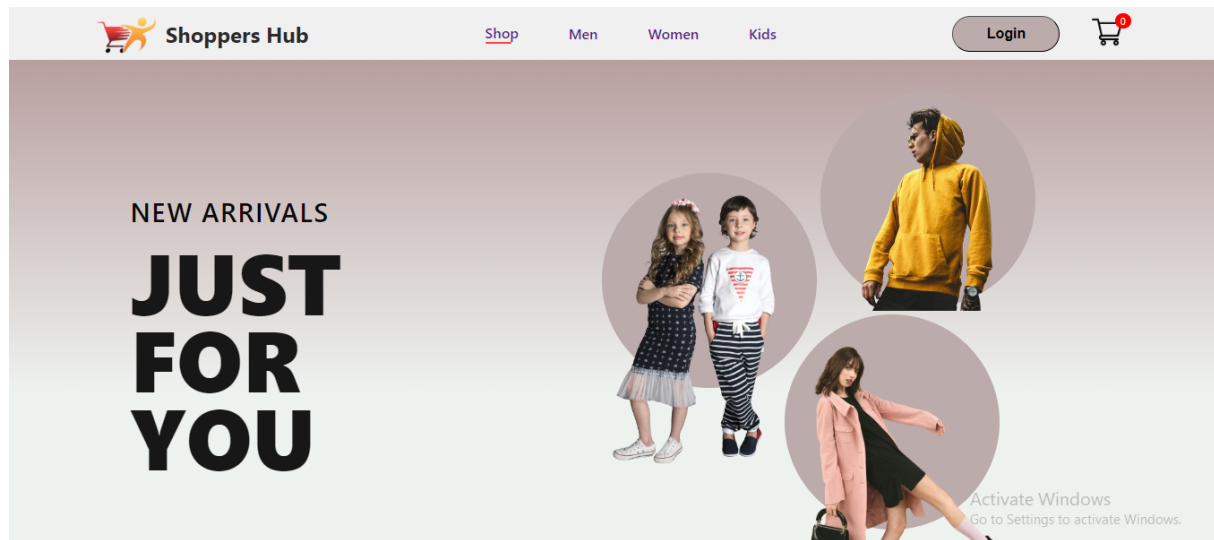 Shoppers Hub
Shop
Men
Women
Kids
Login
0
NEW ARRIVALS
JUST
FOR
YOU
Activate Windows
Go to Settings to activate Windows.